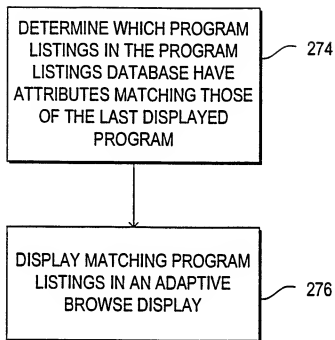 DETERMINE WHICH PROGRAM
LISTINGS IN THE PROGRAM
LISTINGS DATABASE HAVE
ATTRIBUTES MATCHING THOSE
OF THE LAST DISPLAYED
PROGRAM
274
DISPLAY MATCHING PROGRAM
LISTINGS IN AN ADAPTIVE
BROWSE DISPLAY
276